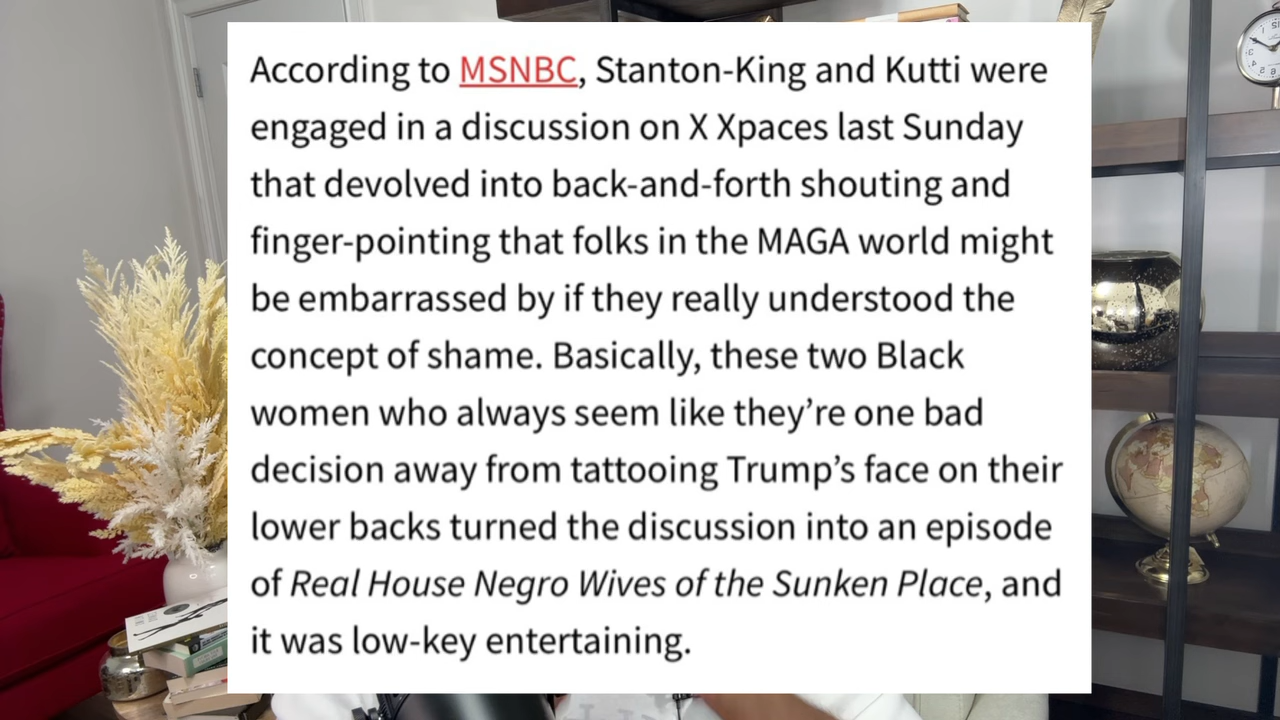 According to MSNBC, Stanton-King and Kutti were
engaged in a discussion on X Xpaces last Sunday
that devolved into back-and-forth shouting and
finger-pointing that folks in the MAGA world might
be embarrassed by if they really understood the
concept of shame. Basically, these two Black
women who always seem like they’re one bad
decision away from tattooing Trump’s face on their
lower backs turned the discussion into an episode
of Real House Negro Wives of the Sunken Place, and
it was low-key entertaining.